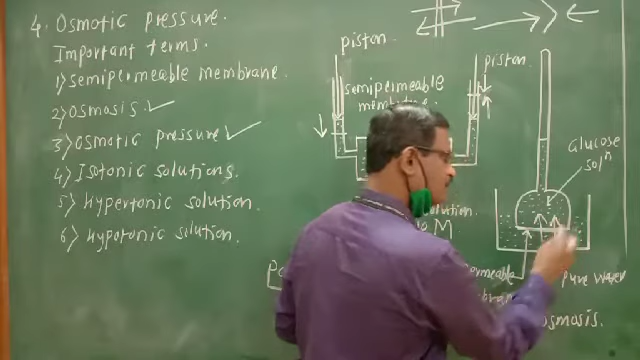 4. Osmotic pressure.
Important terms.
1) Semipermeable membrane.
2) Osmosis.
3) Osmotic pressure
4) Isotonic solutions.
5) Hypertonic solution.
6) Hypotonic solution.
piston.
piston.
semipermeable
membrane.
Glucose
solⁿ
M
pure water
osmosis.